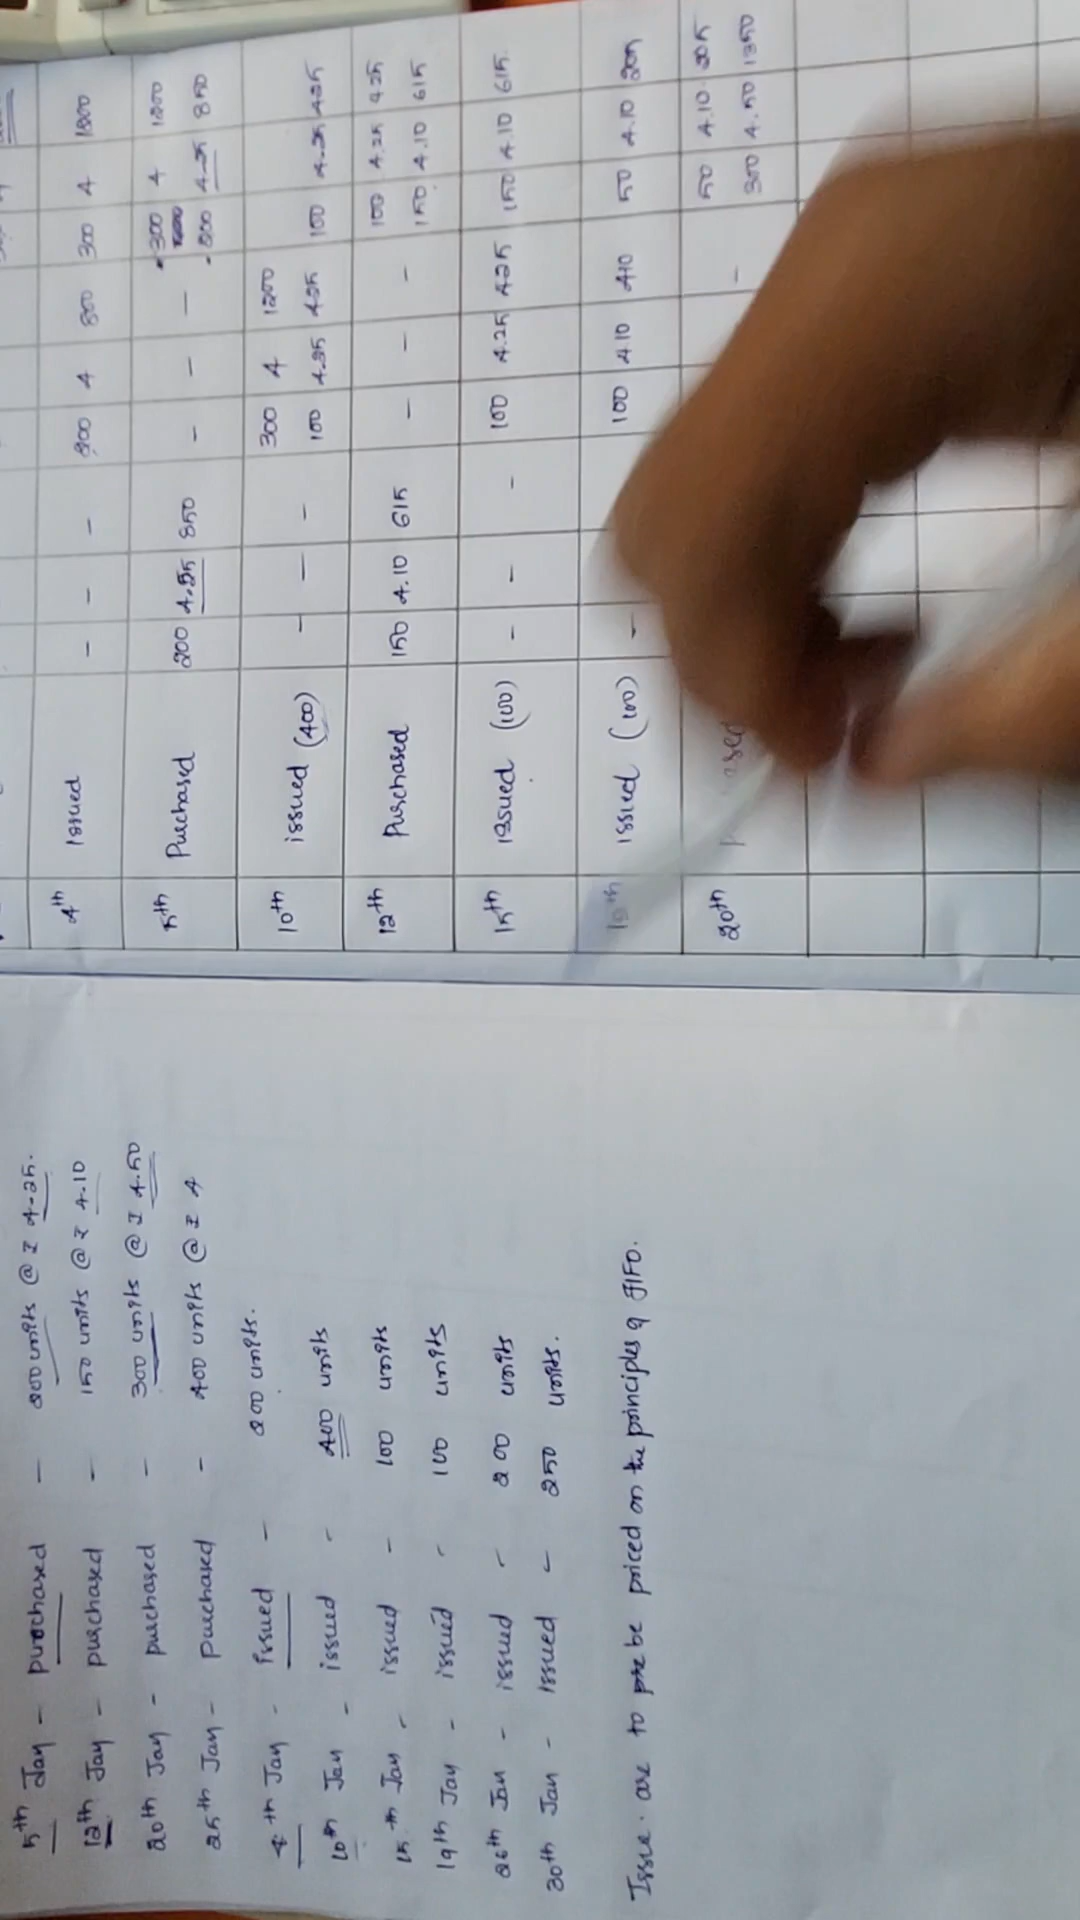 5th Jan - purchased - 200 units @ ₹ 4.25.
12th Jan - purchased - 150 units @ ₹ 4.10
20th Jan - purchased - 300 units @ ₹ 4.50
25th Jan - purchased - 400 units @ ₹ 4
4th Jan - Issued - 200 units.
10th Jan - issued - 400 units
15th Jan - issued - 100 units
19th Jan - issued - 100 units
26th Jan - issued - 200 units
30th Jan - issued - 250 units.
Issue are to be priced on the principles of FIFO.
4th Issued - - - 200 4 800 300 4 1200
5th Purchased 200 4.25 850 - - - 300 4 1200
200 4.25 850
10th issued (400) - - - 300 4 1200
100 4.25 425 100 4.25 425
12th Purchased 150 4.10 615 - - - 100 4.25 425
150 4.10 615
15th Issued (100) - - - 100 4.25 425 150 4.10 615
19th issued (100) - 100 4.10 410 50 4.10 205
20th - 50 4.10 205
300 4.50 1350